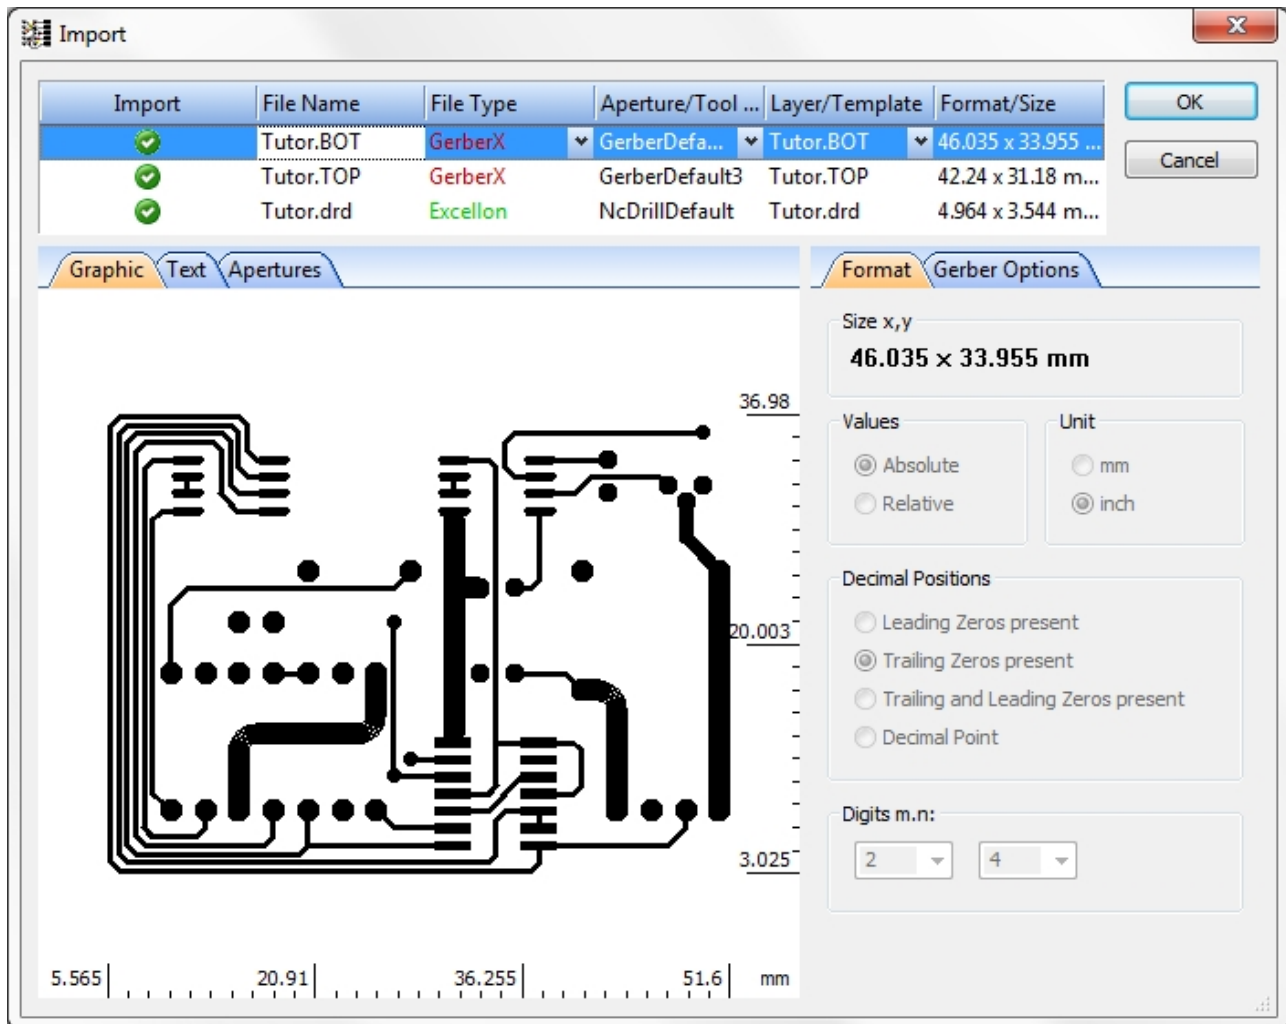 Import
Import File Name File Type Aperture/Tool ... Layer/Template Format/Size
Tutor.BOT GerberX GerberDefa... Tutor.BOT 46.035 x 33.955 ...
Tutor.TOP GerberX GerberDefault3 Tutor.TOP 42.24 x 31.18 m...
Tutor.drd Excellon NcDrillDefault Tutor.drd 4.964 x 3.544 m...
OK
Cancel
Graphic Text Apertures
36.98
20.003
3.025
5.565 20.91 36.255 51.6 mm
Format Gerber Options
Size x,y
46.035 x 33.955 mm
Values
Absolute
Relative
Unit
mm
inch
Decimal Positions
Leading Zeros present
Trailing Zeros present
Trailing and Leading Zeros present
Decimal Point
Digits m.n:
2 4